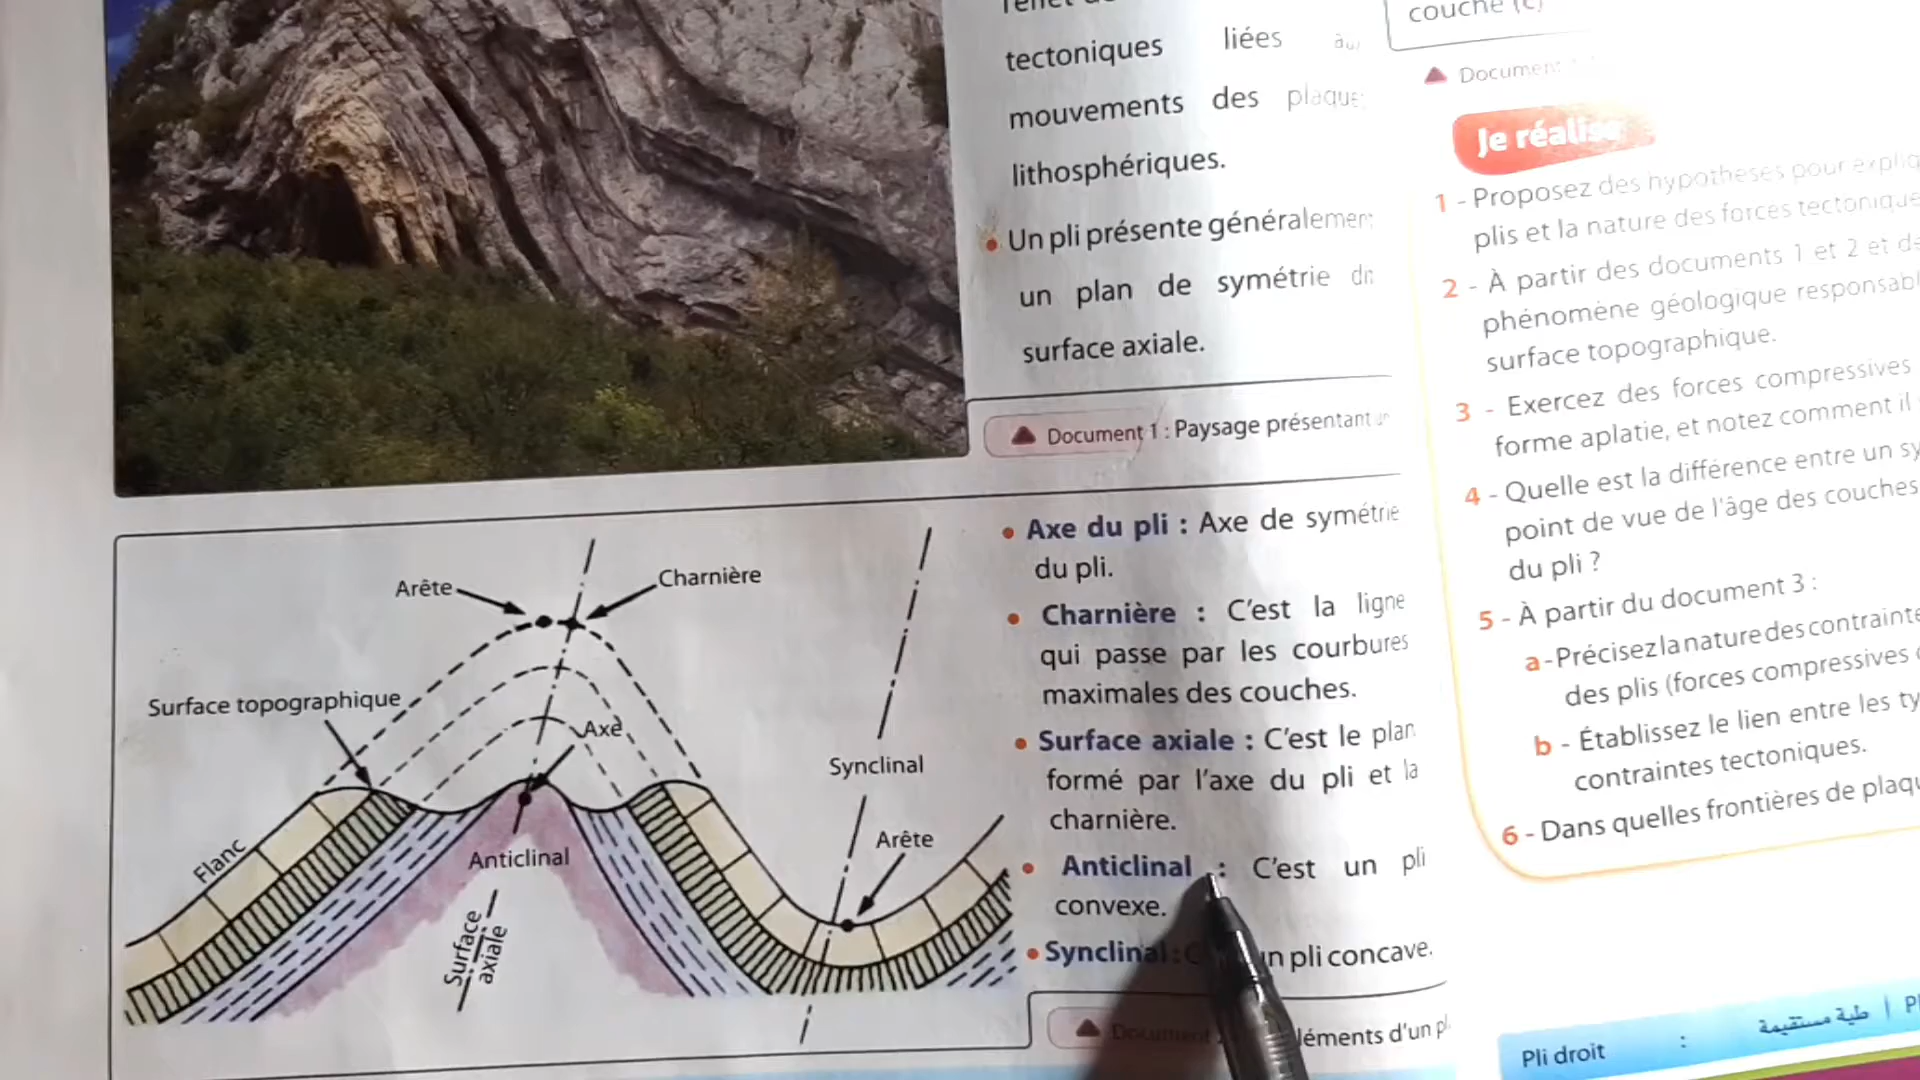 tectoniques liées
mouvements des plaque
lithosphériques.
Un pli présente généralement
un plan de symétrie
surface axiale.
Document 1 : Paysage présentant
Arête
Charnière
Surface topographique
Axe
Synclinal
Arête
Flanc
Anticlinal
Surface
axiale
• Axe du pli : Axe de symétrie
du pli.
• Charnière : C'est la ligne
qui passe par les courbures
maximales des couches.
• Surface axiale : C'est le plan
formé par l'axe du pli et la
charnière.
• Anticlinal : C'est un pli
convexe.
• Synclinal : un pli concave.
Document léments d'un
couche (c)
Document
Je réalise
1 - Proposez des hypothèses pour
plis et la nature des forces tectonique
2 - À partir des documents 1 et 2 et
phénomène géologique
surface topographique.
3 - Exercez des forces compressives
forme aplatie, et notez comment il
4 - Quelle est la différence entre un
point de vue de l'âge des couches
du pli ?
5 - À partir du document 3 :
a - Précisez la nature des contrainte
des plis (forces compressives
b - Établissez le lien entre les
contraintes tectoniques.
6 - Dans quelles frontières de
Pli droit : طية مستقيمة |